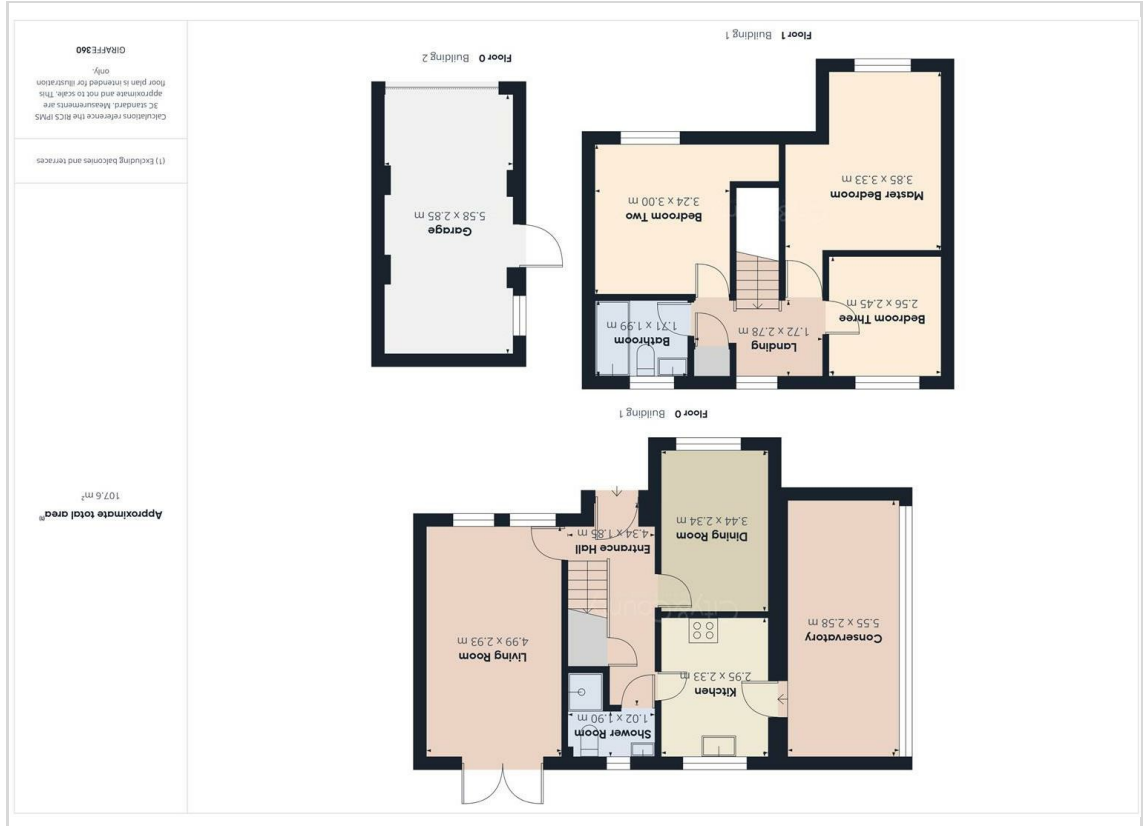 Shower Room
1.02 x 1.90 m
Kitchen
2.95 x 2.33 m
Living Room
4.99 x 2.93 m
Conservatory
5.55 x 2.58 m
Entrance Hall
4.34 x 1.85 m
Dining Room
3.44 x 2.34 m
Floor 0 Building 1
Landing
1.72 x 2.78 m
Bathroom
1.71 x 1.99 m
Bedroom Three
2.56 x 2.45 m
Bedroom Two
3.24 x 3.00 m
Master Bedroom
3.85 x 3.33 m
Floor 1 Building 1
Garage
5.58 x 2.85 m
Floor 0 Building 2
Approximate total area⁽¹⁾
107.6 m²
(1) Excluding balconies and terraces
Calculations reference the RICS IPMS
3C standard. Measurements are
approximate and not to scale. This
floor plan is intended for illustration
only.
GIRAFFE360